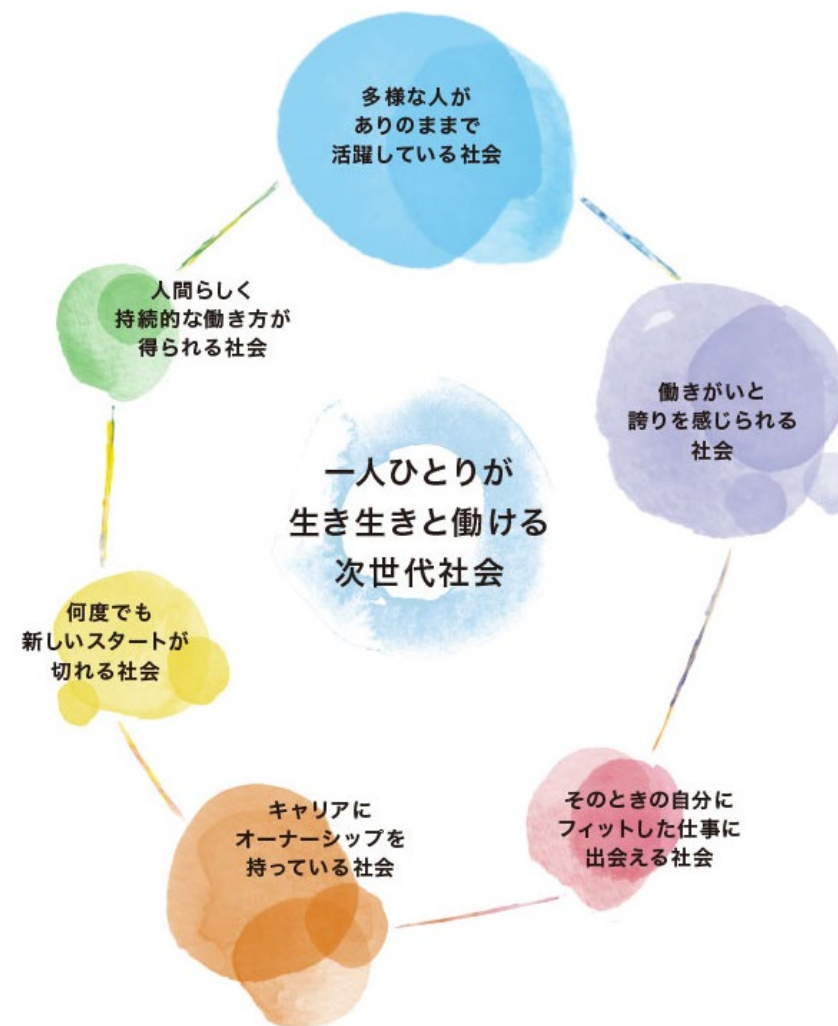 多様な人が
ありのままで
活躍している社会
人間らしく
持続的な働き方が
得られる社会
働きがいと
誇りを感じられる
社会
一人ひとりが
生き生きと働ける
次世代社会
何度でも
新しいスタートが
切れる社会
そのときの自分に
フィットした仕事に
出会える社会
キャリアに
オーナーシップを
持っている社会